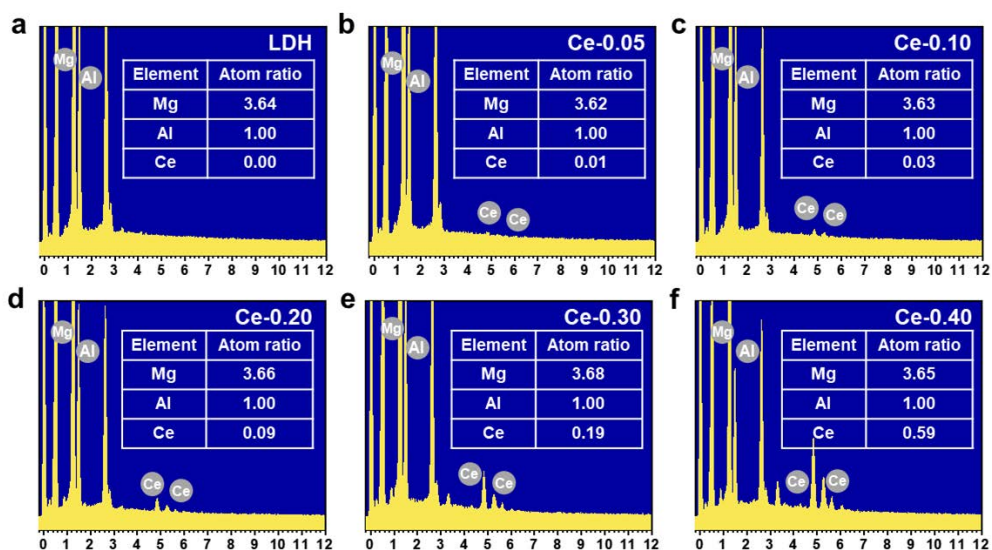 a
LDH
Mg
Al
Element Atom ratio
Mg 3.64
Al 1.00
Ce 0.00
0 1 2 3 4 5 6 7 8 9 10 11 12
b
Ce-0.05
Mg
Al
Element Atom ratio
Mg 3.62
Al 1.00
Ce 0.01
Ce Ce
0 1 2 3 4 5 6 7 8 9 10 11 12
c
Ce-0.10
Mg
Al
Element Atom ratio
Mg 3.63
Al 1.00
Ce 0.03
Ce Ce
0 1 2 3 4 5 6 7 8 9 10 11 12
d
Ce-0.20
Mg
Al
Element Atom ratio
Mg 3.66
Al 1.00
Ce 0.09
Ce Ce
0 1 2 3 4 5 6 7 8 9 10 11 12
e
Ce-0.30
Mg
Al
Element Atom ratio
Mg 3.68
Al 1.00
Ce 0.19
Ce Ce
0 1 2 3 4 5 6 7 8 9 10 11 12
f
Ce-0.40
Mg
Al
Element Atom ratio
Mg 3.65
Al 1.00
Ce 0.59
Ce Ce
0 1 2 3 4 5 6 7 8 9 10 11 12